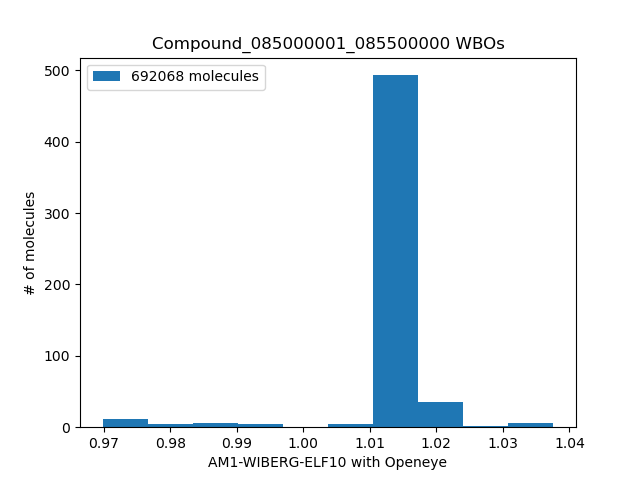 Compound_085000001_085500000 WBOs
692068 molecules
# of molecules
500
400
300
200
100
0
0.97 0.98 0.99 1.00 1.01 1.02 1.03 1.04
AM1-WIBERG-ELF10 with Openeye